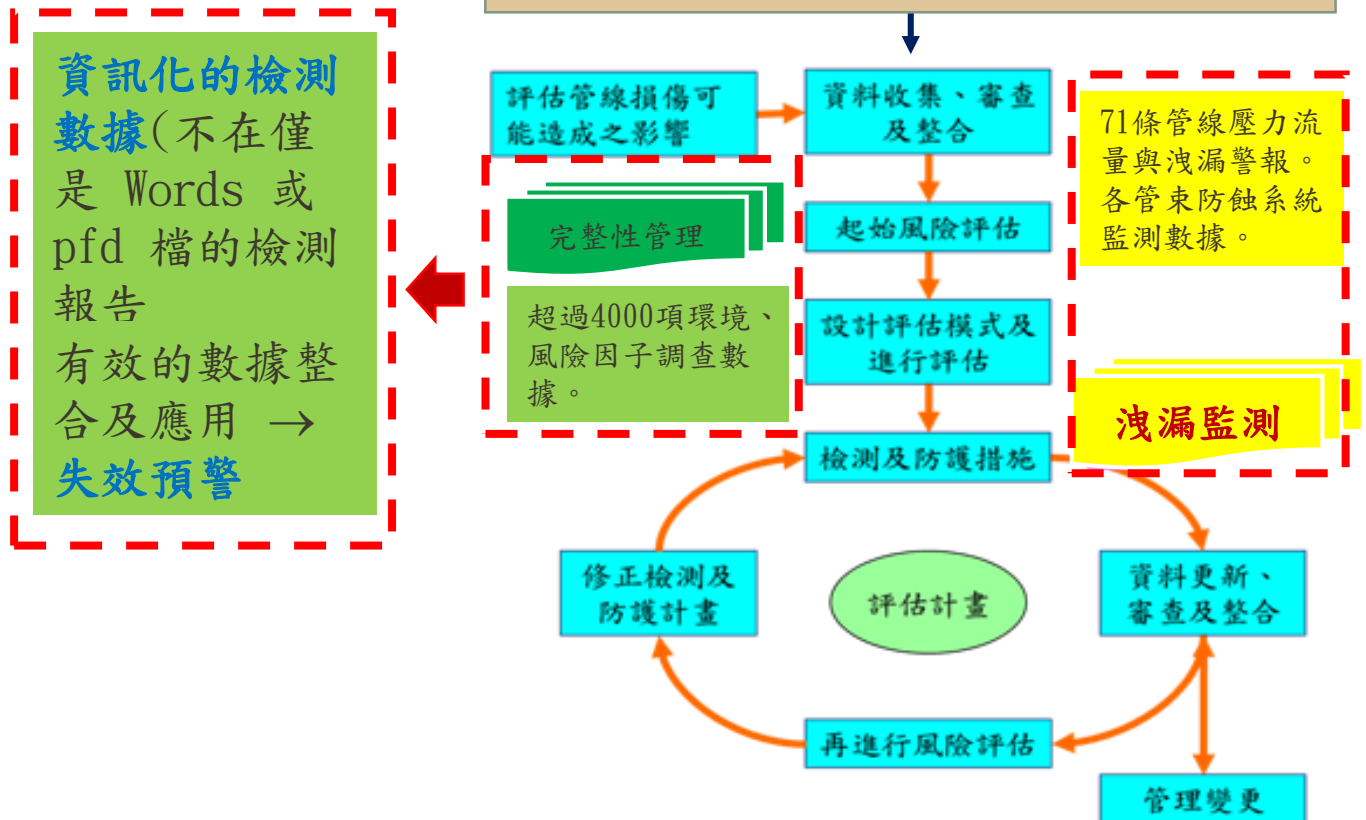 資訊化的檢測
數據(不在僅
是 Words 或
pfd 檔的檢測
報告
有效的數據整
合及應用 →
失效預警
評估管線損傷可
能造成之影響
資料收集、審查
及整合
完整性管理
超過4000項環境、
風險因子調查數
據。
起始風險評估
設計評估模式及
進行評估
檢測及防護措施
71條管線壓力流
量與洩漏警報。
各管束防蝕系統
監測數據。
洩漏監測
修正檢測及
防護計畫
評估計畫
資料更新、
審查及整合
再進行風險評估
管理變更